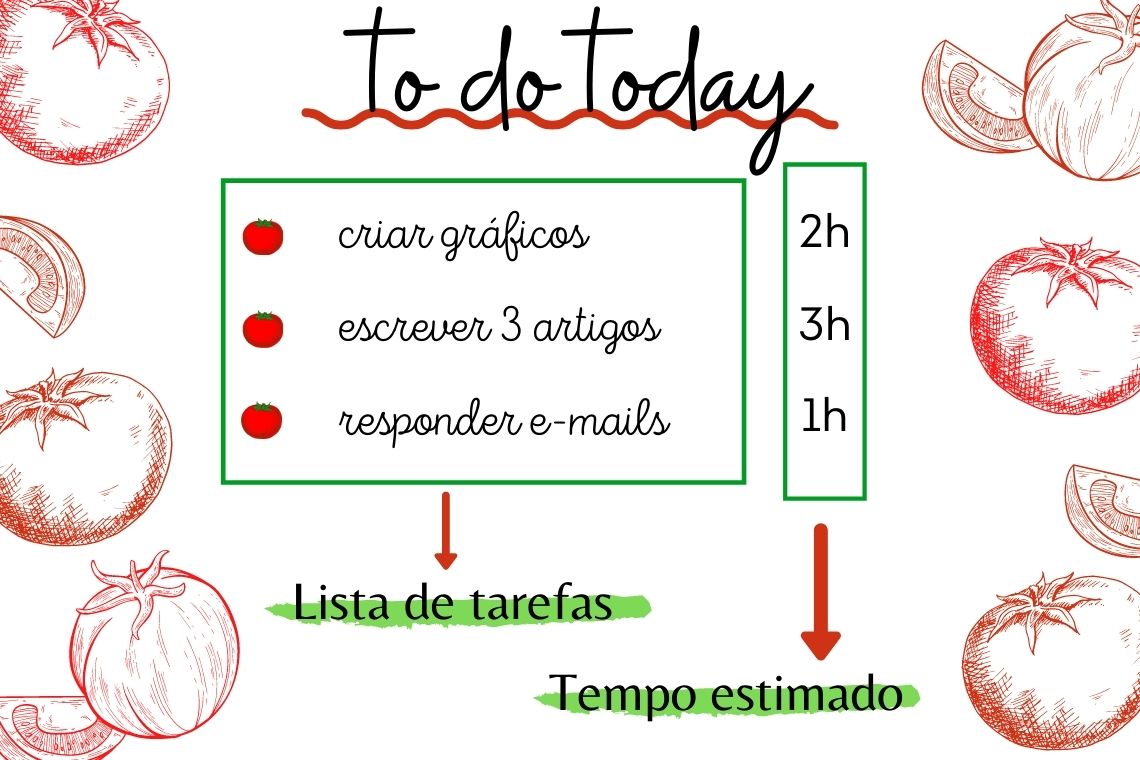 to do today
criar gráficos 2h
escrever 3 artigos 3h
responder e-mails 1h
Lista de tarefas
Tempo estimado